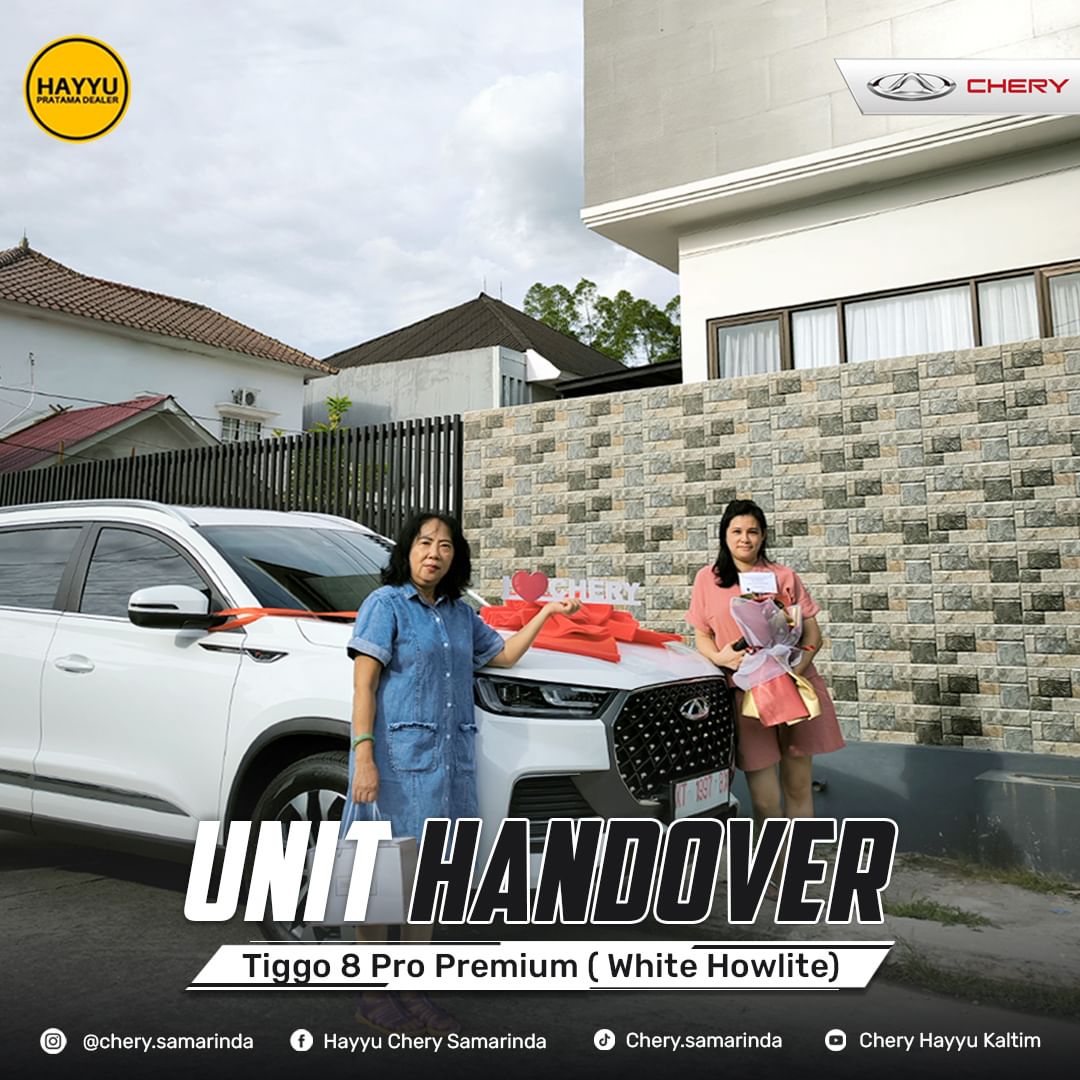 HAYYU
PRATAMA DEALER
CHERY
I ❤ CHERY
UNIT HANDOVER
Tiggo 8 Pro Premium ( White Howlite)
@chery.samarinda
Hayyu Chery Samarinda
Chery.samarinda
Chery Hayyu Kaltim